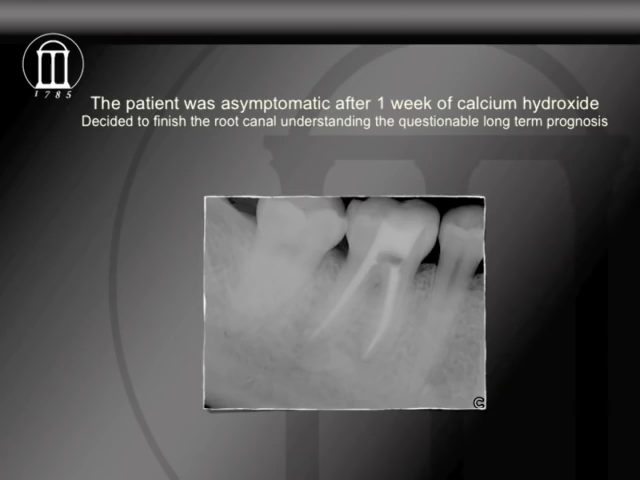 1785
The patient was asymptomatic after 1 week of calcium hydroxide
Decided to finish the root canal understanding the questionable long term prognosis
C